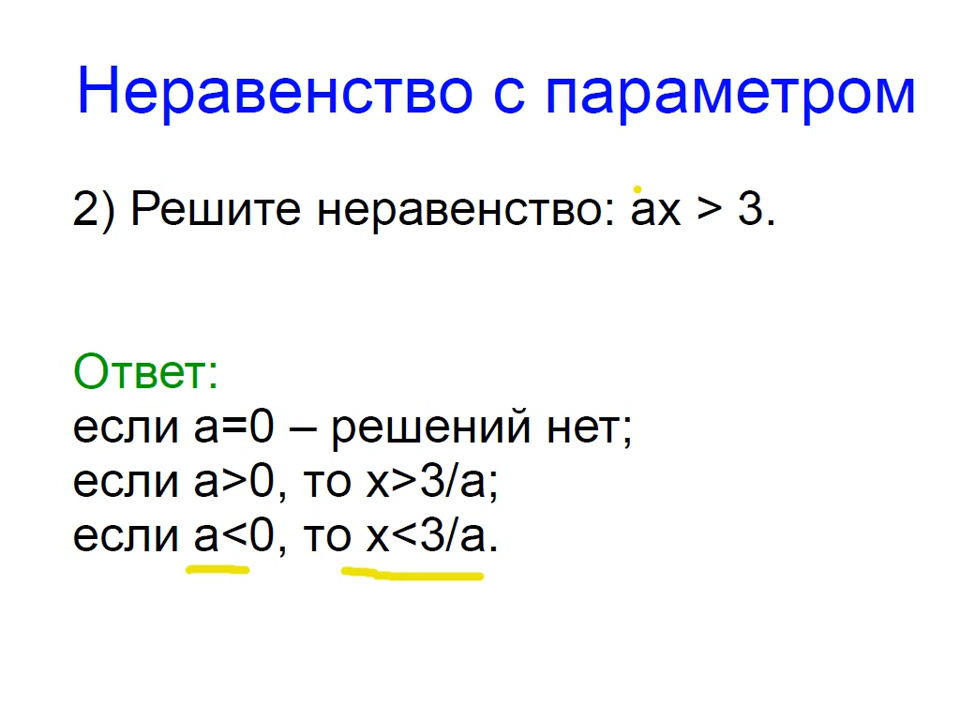 Неравенство с параметром
2) Решите неравенство: ax > 3.
Ответ:
если a=0 – решений нет;
если a>0, то x>3/a;
если a<0, то x<3/a.